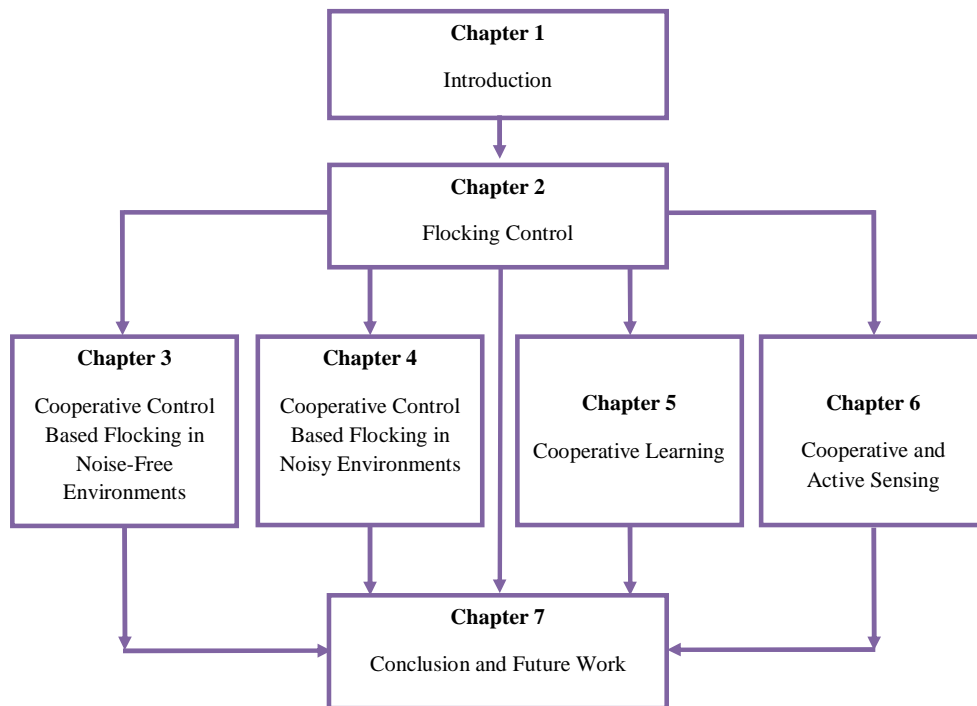 Chapter 1
Introduction
Chapter 2
Flocking Control
Chapter 3
Cooperative Control
Based Flocking in
Noise-Free
Environments
Chapter 4
Cooperative Control
Based Flocking in
Noisy Environments
Chapter 5
Cooperative Learning
Chapter 6
Cooperative and
Active Sensing
Chapter 7
Conclusion and Future Work